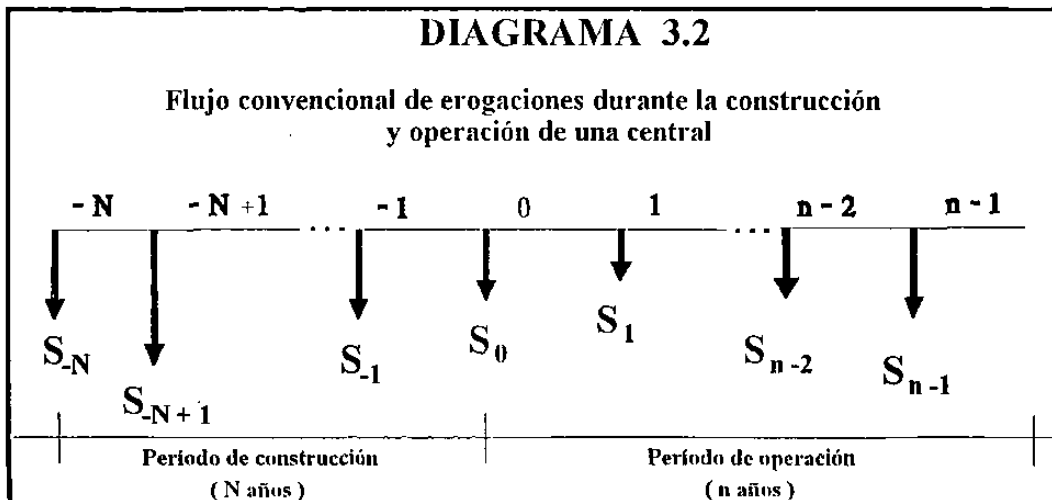 DIAGRAMA 3.2
Flujo convencional de erogaciones durante la construcción
y operación de una central
- N - N +1 - 1 0 1 n - 2 n - 1
S-N S-N + 1 S-1 S0 S1 Sn -2 Sn -1
Período de construcción Período de operación
( N años ) ( n años )